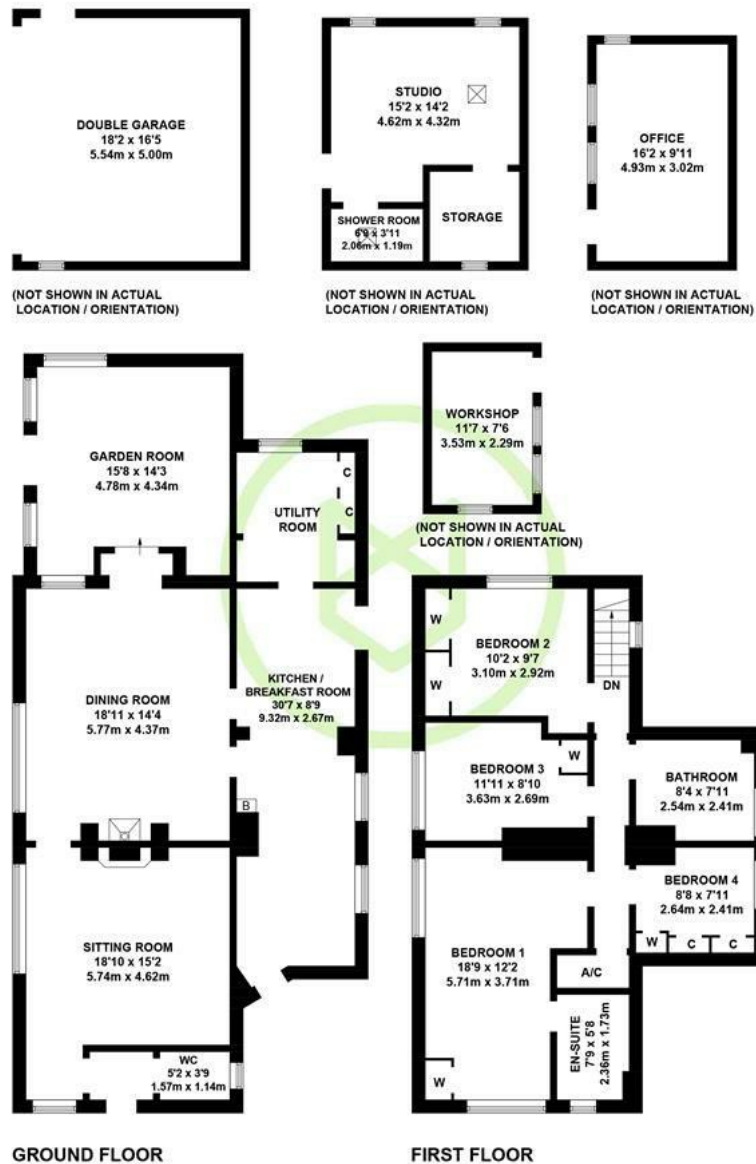 DOUBLE GARAGE
18'2 x 16'5
5.54m x 5.00m
(NOT SHOWN IN ACTUAL
LOCATION / ORIENTATION)
STUDIO
15'2 x 14'2
4.62m x 4.32m
SHOWER ROOM
6'9 x 3'11
2.06m x 1.19m
STORAGE
(NOT SHOWN IN ACTUAL
LOCATION / ORIENTATION)
OFFICE
16'2 x 9'11
4.93m x 3.02m
(NOT SHOWN IN ACTUAL
LOCATION / ORIENTATION)
WORKSHOP
11'7 x 7'6
3.53m x 2.29m
(NOT SHOWN IN ACTUAL
LOCATION / ORIENTATION)
GARDEN ROOM
15'8 x 14'3
4.78m x 4.34m
C
C
UTILITY
ROOM
DINING ROOM
18'11 x 14'4
5.77m x 4.37m
KITCHEN /
BREAKFAST ROOM
30'7 x 8'9
9.32m x 2.67m
B
SITTING ROOM
18'10 x 15'2
5.74m x 4.62m
WC
5'2 x 3'9
1.57m x 1.14m
GROUND FLOOR
W
W
BEDROOM 2
10'2 x 9'7
3.10m x 2.92m
DN
BEDROOM 3
11'11 x 8'10
3.63m x 2.69m
W
BATHROOM
8'4 x 7'11
2.54m x 2.41m
BEDROOM 4
8'8 x 7'11
2.64m x 2.41m
W
C
C
BEDROOM 1
18'9 x 12'2
5.71m x 3.71m
A/C
W
EN-SUITE
7'9 x 5'8
2.36m x 1.73m
FIRST FLOOR